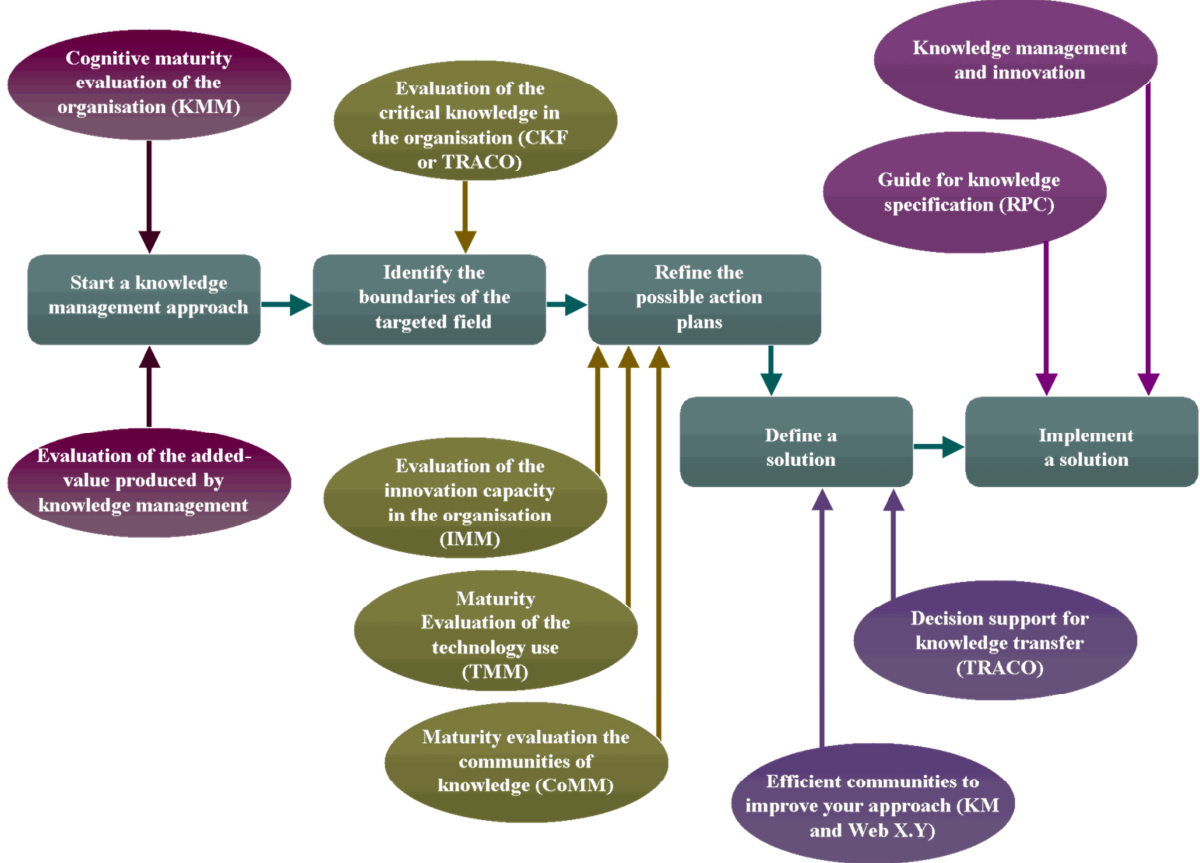 Cognitive maturity
evaluation of the
organisation (KMM)
Evaluation of the
critical knowledge in
the organisation (CKF
or TRACO)
Knowledge management
and innovation
Guide for knowledge
specification (RPC)
Start a knowledge
management approach
Identify the
boundaries of the
targeted field
Refine the
possible action
plans
Define a
solution
Implement
a solution
Evaluation of the added-
value produced by
knowledge management
Evaluation of the
innovation capacity
in the organisation
(IMM)
Maturity
Evaluation of the
technology use
(TMM)
Maturity evaluation the
communities of
knowledge (CoMM)
Decision support for
knowledge transfer
(TRACO)
Efficient communities to
improve your approach (KM
and Web X.Y)